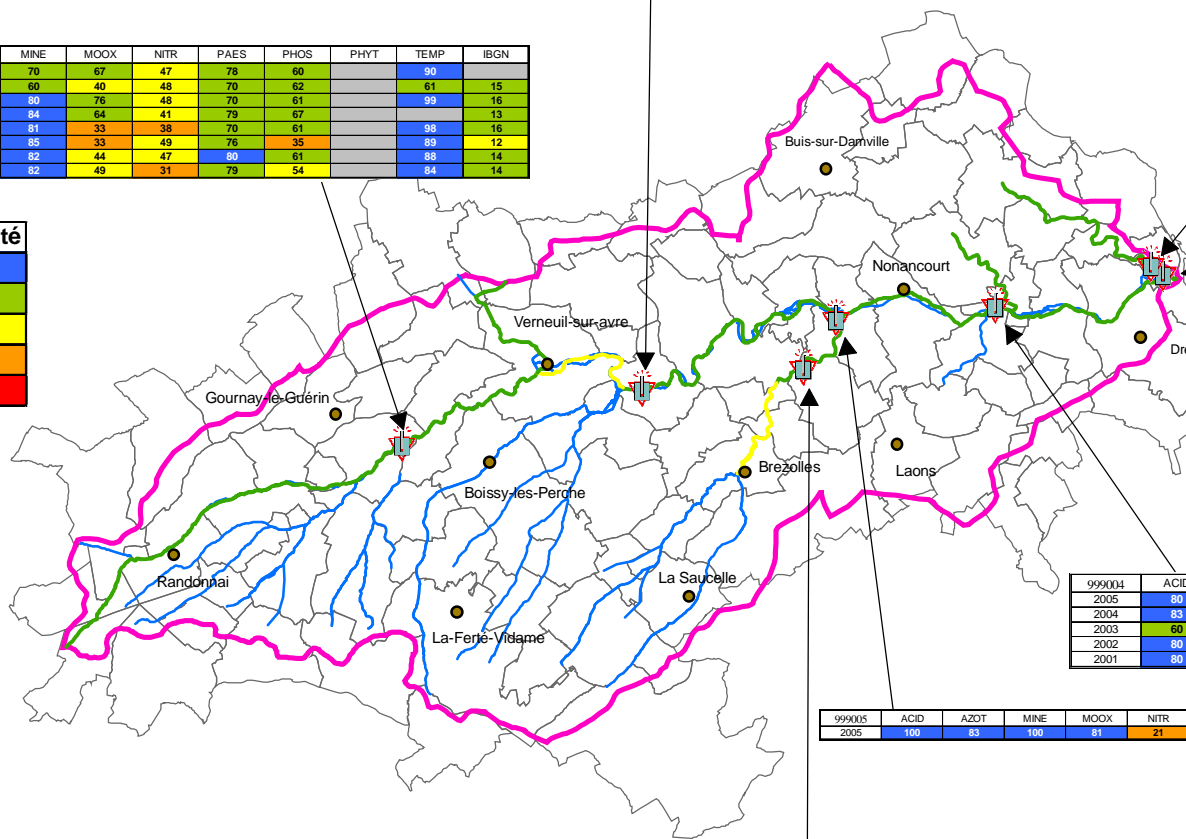 MINE MOOX NITR PAES PHOS PHYT TEMP IBGN
70 67 47 78 60 90
60 40 48 70 62 61 15
80 76 48 70 61 99 16
84 64 41 79 67 13
81 33 38 70 61 98 16
85 33 49 76 35 89 12
82 44 47 80 61 88 14
82 49 31 79 54 84 14
té
Buis-sur-Damville
Nonancourt
Verneuil-sur-avre
Dre
Gournay-le-Guérin
Brezolles
Laons
Boissy-les-Perche
Randonnai
La Saucelle
La-Ferté-Vidame
999004 ACID
2005 80
2004 83
2003 60
2002 80
2001 80
999005 ACID AZOT MINE MOOX NITR
2005 100 83 100 81 21